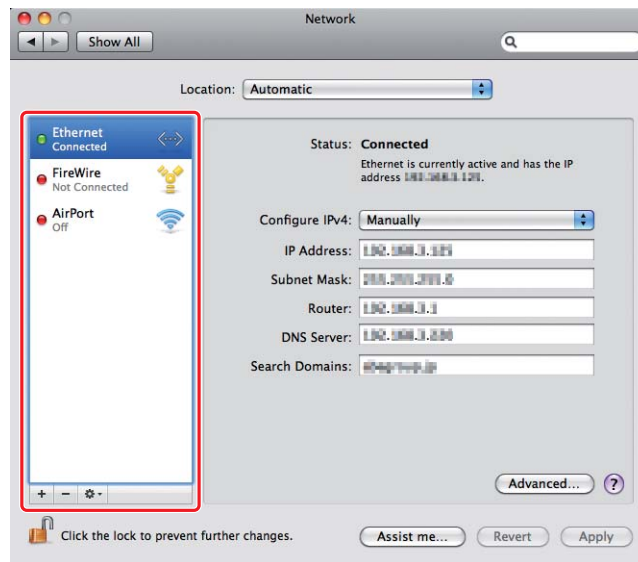 Network
Show All
Location: Automatic
Ethernet
Connected
FireWire
Not Connected
AirPort
Off
Status: Connected
Ethernet is currently active and has the IP
address
Configure IPv4: Manually
IP Address:
Subnet Mask:
Router:
DNS Server:
Search Domains:
Advanced... ?
+ -
Click the lock to prevent further changes.
Assist me... Revert Apply